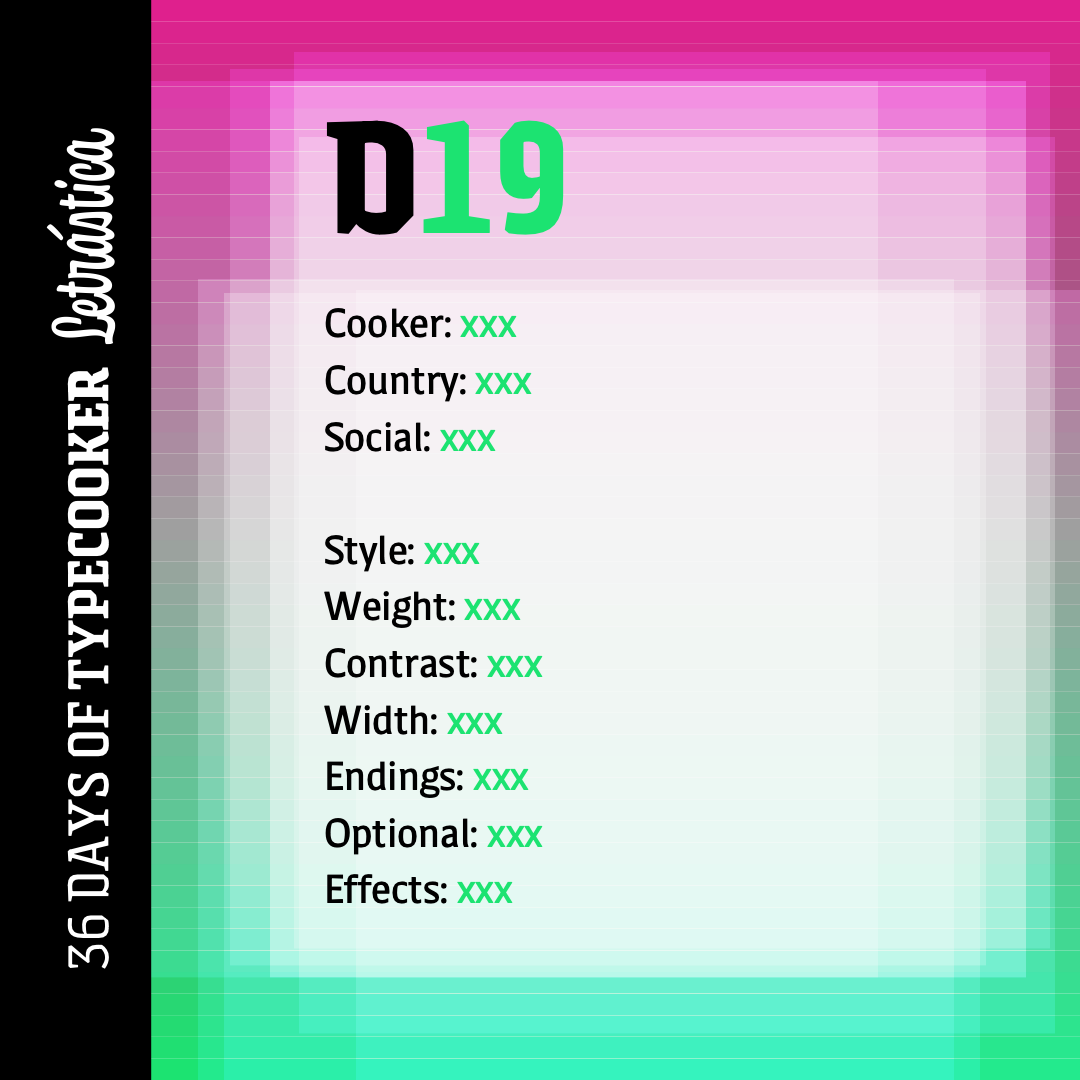 36 DAYS OF TYPECOOKER Letrástica
D19
Cooker: xxx
Country: xxx
Social: xxx
Style: xxx
Weight: xxx
Contrast: xxx
Width: xxx
Endings: xxx
Optional: xxx
Effects: xxx